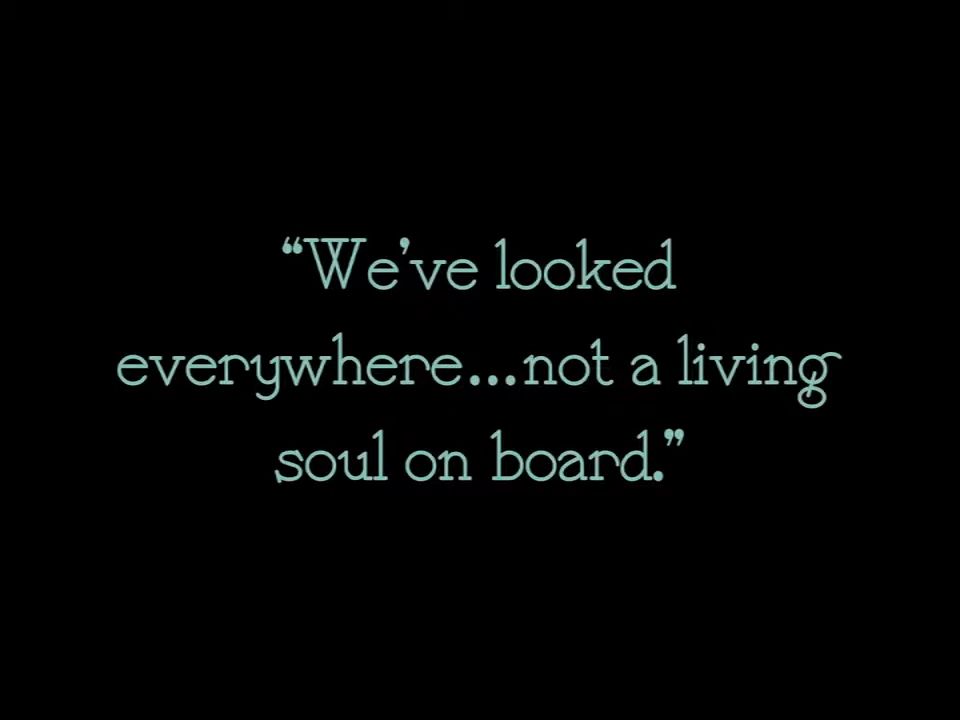 “We’ve looked
everywhere...not a living
soul on board.”